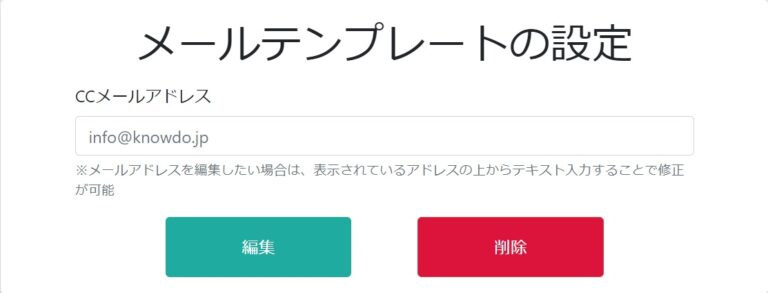 メールテンプレートの設定
CCメールアドレス
info@knowdo.jp
※メールアドレスを編集したい場合は、表示されているアドレスの上からテキスト入力することで修正
が可能
編集
削除